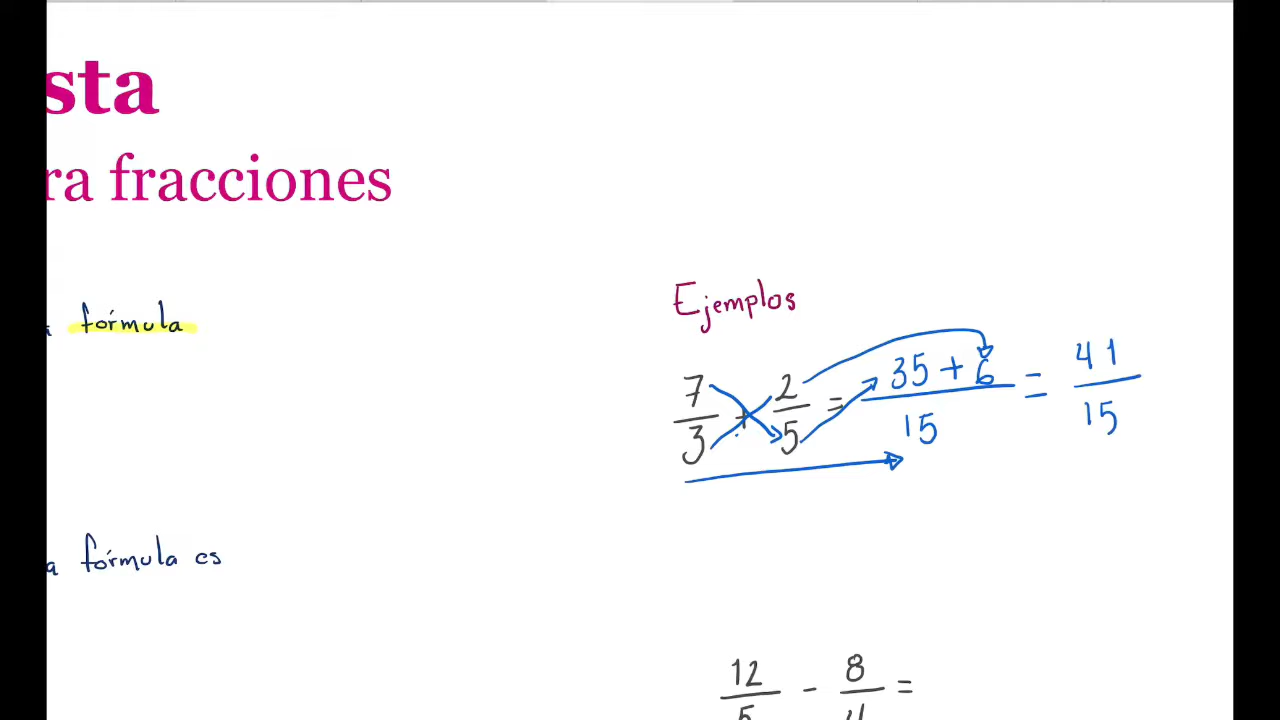 sta
ra fracciones
fórmula
Ejemplos
7/3 + 2/5 = 35 + 6/15 = 41/15
a fórmula es
12/5 - 8/4 =